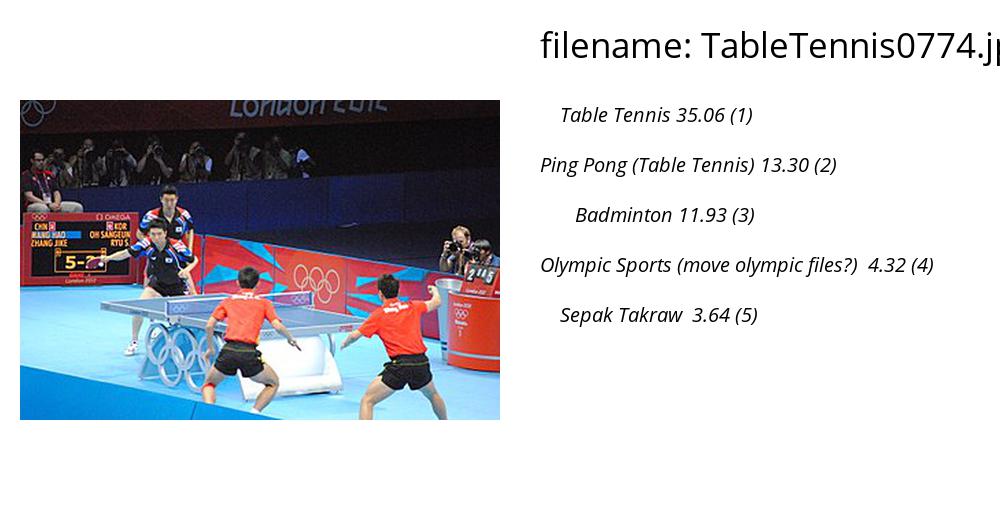 filename: TableTennis0774.j
Table Tennis 35.06 (1)
Ping Pong (Table Tennis) 13.30 (2)
Badminton 11.93 (3)
Olympic Sports (move olympic files?) 4.32 (4)
Sepak Takraw 3.64 (5)
London 2012
OMEGA
CHN KOR
WANG HAO OH SANGEUN
ZHANG JIKE RYU S
5-
London 2012